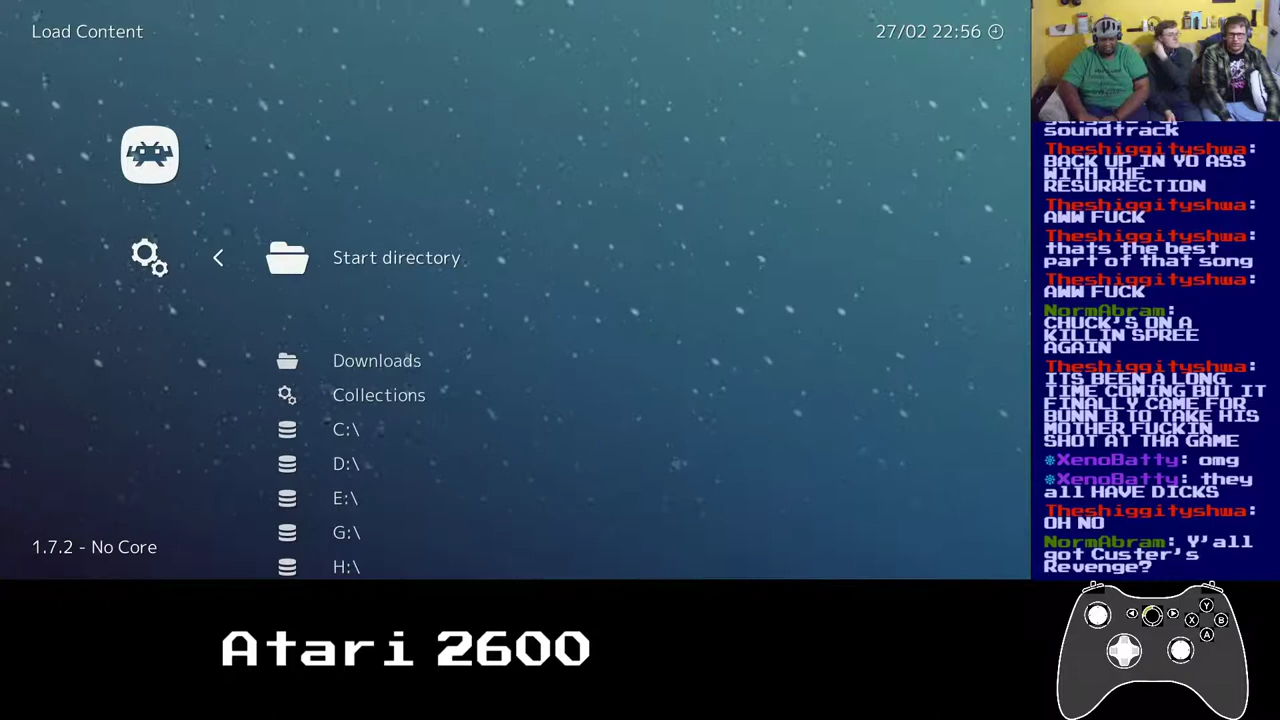 Load Content
27/02 22:56
Start directory
Downloads
Collections
C:\
D:\
E:\
G:\
H:\
1.7.2 - No Core
Atari 2600
soundtrack
Theshiggityshwa:
BACK UP IN YO ASS
WITH THE
RESURRECTION
Theshiggityshwa:
AWW FUCK
Theshiggityshwa:
thats the best
part of that song
Theshiggityshwa:
AWW FUCK
NormAbram:
CHUCK'S ON A
KILLIN SPREE
AGAIN
Theshiggityshwa:
ITS BEEN A LONG
TIME COMING BUT IT
FINALLY CAME FOR
BUNN B TO TAKE HIS
MOTHER FUCKIN
SHOT AT THA GAME
XenoBatty: omg
XenoBatty: they
all HAVE DICKS
Theshiggityshwa:
OH NO
NormAbram: Y'all
got Custer's
Revenge?
Y
X
B
A